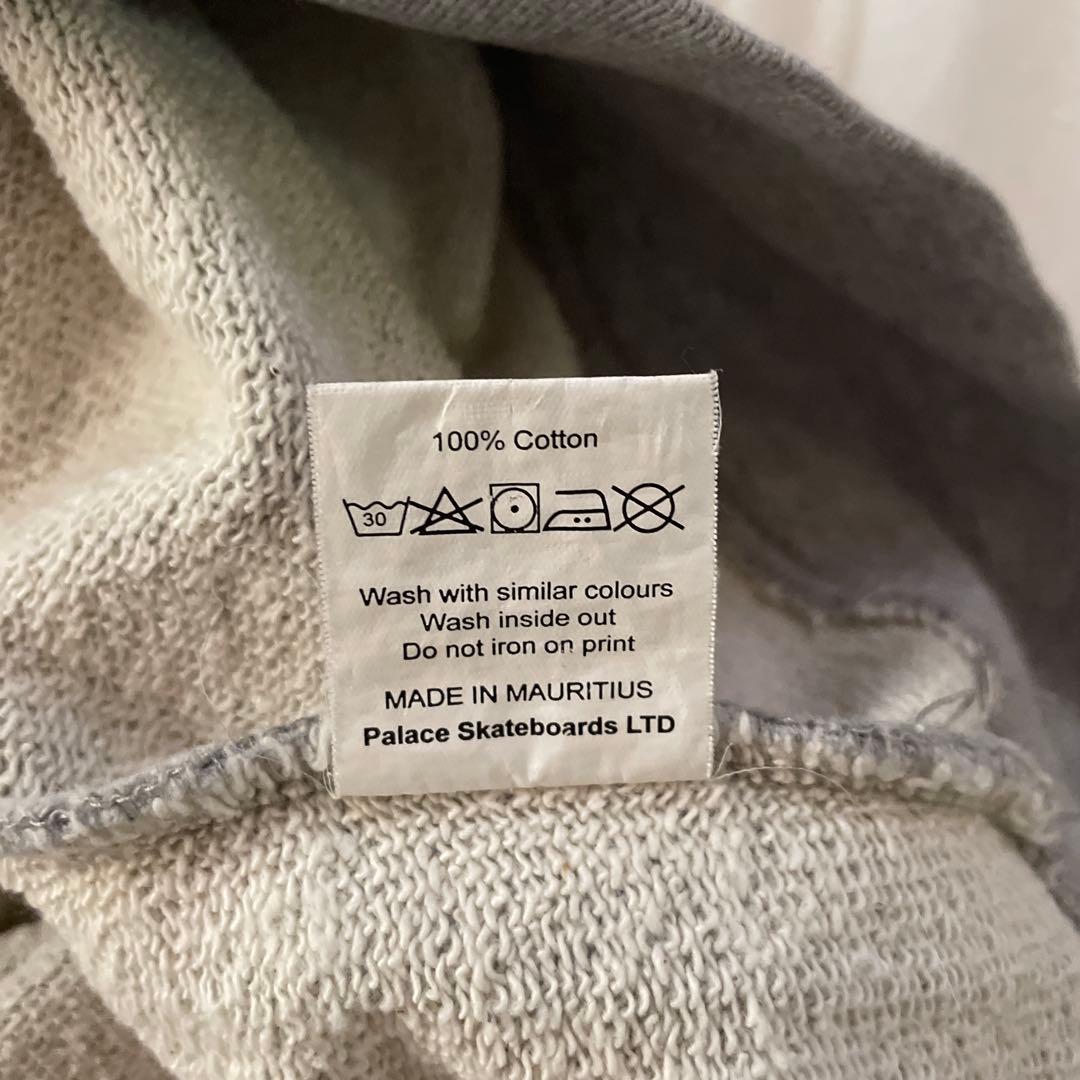 100% Cotton
30
Wash with similar colours
Wash inside out
Do not iron on print
MADE IN MAURITIUS
Palace Skateboards LTD